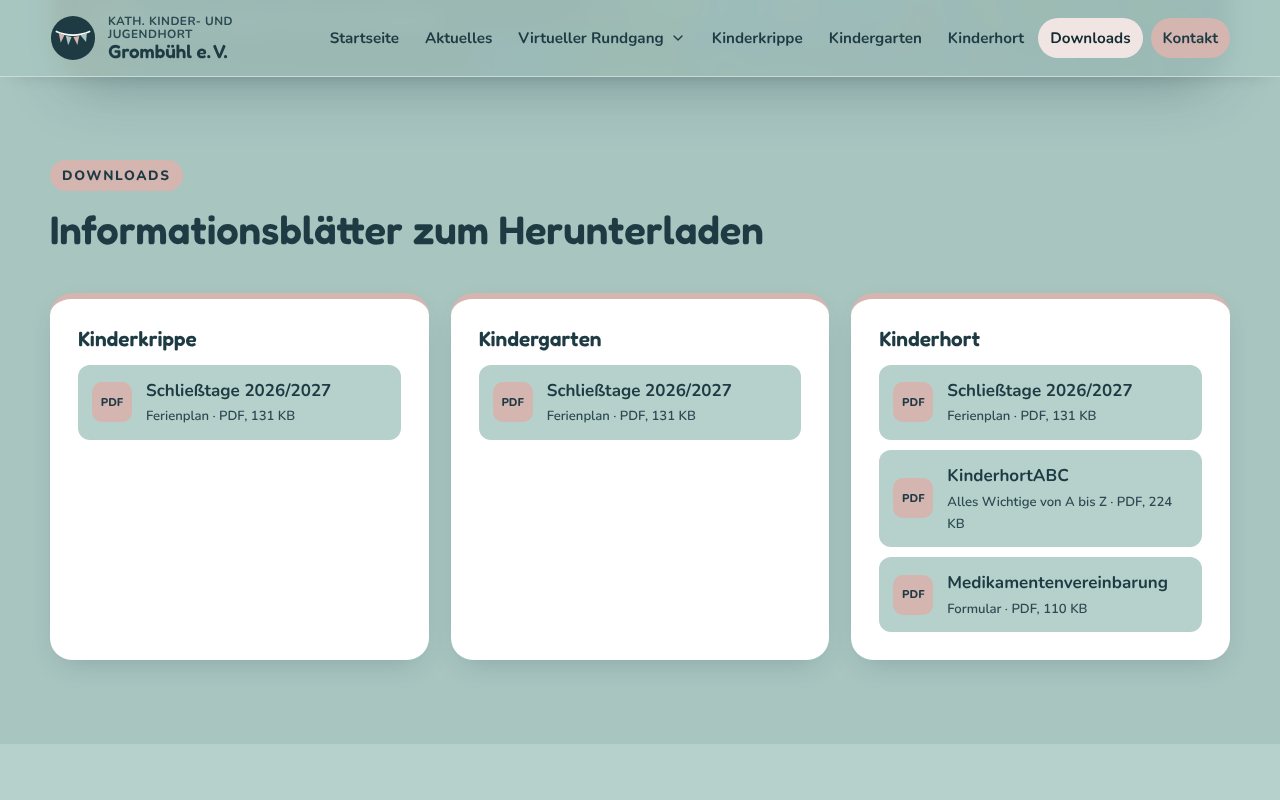 KATH. KINDER- UND
JUGENDHORT
Grombühl e. V.
Startseite Aktuelles Virtueller Rundgang Kinderkrippe Kindergarten Kinderhort Downloads Kontakt
DOWNLOADS
Informationsblätter zum Herunterladen
Kinderkrippe
PDF
Schließtage 2026/2027
Ferienplan · PDF, 131 KB
Kindergarten
PDF
Schließtage 2026/2027
Ferienplan · PDF, 131 KB
Kinderhort
PDF
Schließtage 2026/2027
Ferienplan · PDF, 131 KB
PDF
KinderhortABC
Alles Wichtige von A bis Z · PDF, 224
KB
PDF
Medikamentenvereinbarung
Formular · PDF, 110 KB